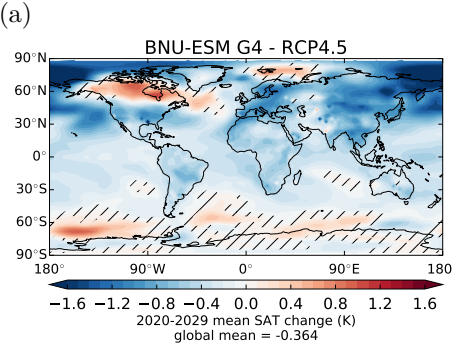 (a)
BNU-ESM G4 - RCP4.5
90°N
60°N
30°N
0°
30°S
60°S
90°S
180° 90°W 0° 90°E 180
−1.6 −1.2 −0.8 −0.4 0.0 0.4 0.8 1.2 1.6
2020-2029 mean SAT change (K)
global mean = -0.364